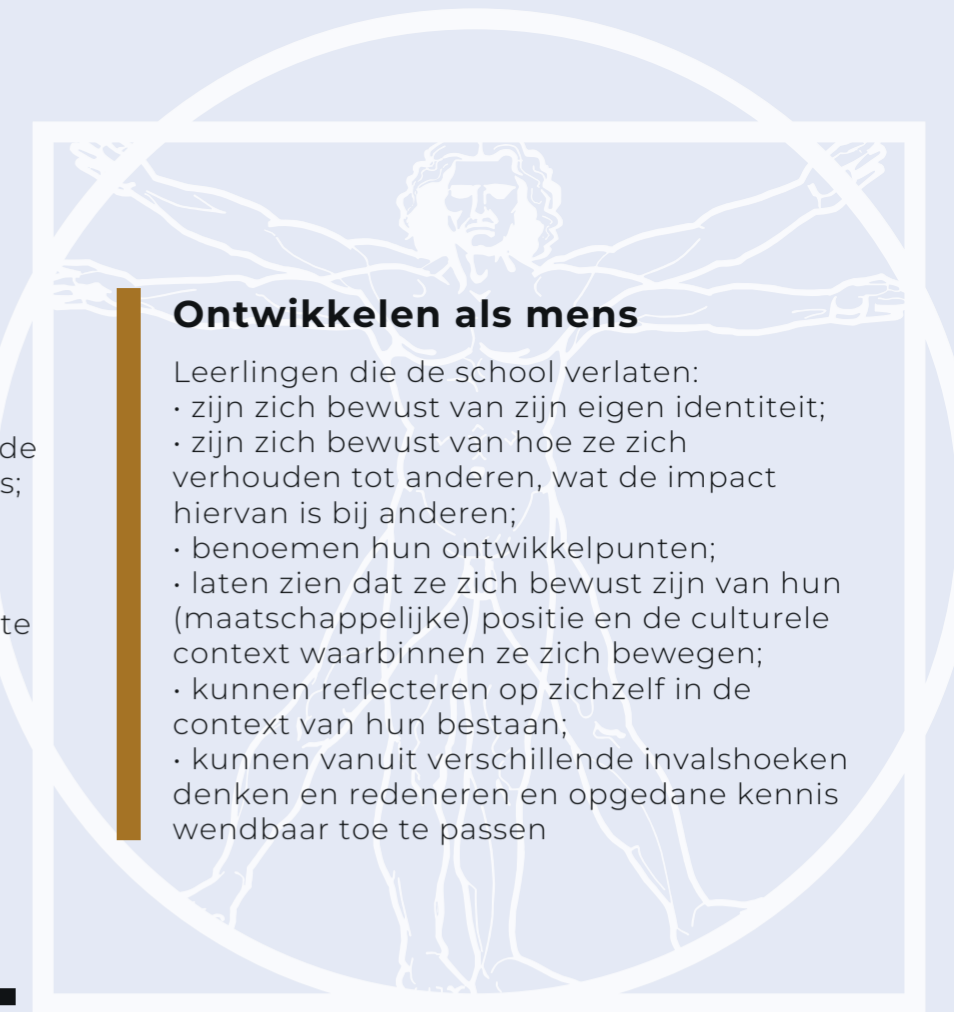 Ontwikkelen als mens
Leerlingen die de school verlaten:
• zijn zich bewust van zijn eigen identiteit;
• zijn zich bewust van hoe ze zich
verhouden tot anderen, wat de impact
hiervan is bij anderen;
• benoemen hun ontwikkelpunten;
• laten zien dat ze zich bewust zijn van hun
(maatschappelijke) positie en de culturele
context waarbinnen ze zich bewegen;
• kunnen reflecteren op zichzelf in de
context van hun bestaan;
• kunnen vanuit verschillende invalshoeken
denken en redeneren en opgedane kennis
wendbaar toe te passen
de
s;
te